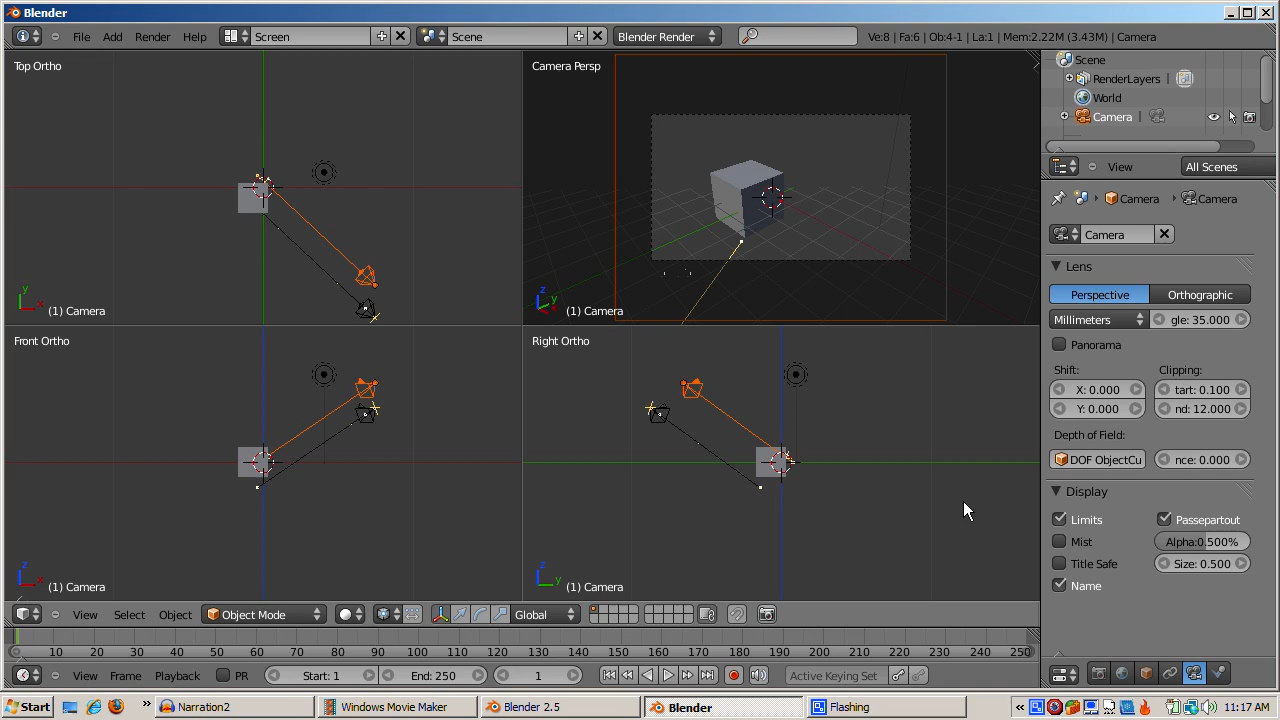 Blender
File Add Render Help Screen Scene Blender Render Ve:8 | Fa:6 | Ob:4-1 | La:1 | Mem:2.22M (3.43M) | Camera
Top Ortho
(1) Camera
Camera Persp
(1) Camera
Front Ortho
(1) Camera
Right Ortho
(1) Camera
x y z
Scene
RenderLayers
World
Camera
View All Scenes
Camera Camera
Camera
Lens
Perspective Orthographic
Millimeters gle: 35.000
Panorama
Shift: Clipping:
X: 0.000 tart: 0.100
Y: 0.000 nd: 12.000
Depth of Field:
DOF ObjectCu nce: 0.000
Display
Limits Passepartout
Mist Alpha:0.500%
Title Safe Size: 0.500
Name
View Select Object Object Mode Global
10 20 30 40 50 60 70 80 90 100 110 120 130 140 150 160 170 180 190 200 210 220 230 240 250
View Frame Playback PR Start: 1 End: 250 1 Active Keying Set
Start Narration2 Windows Movie Maker Blender 2.5 Blender Flashing 11:17 AM